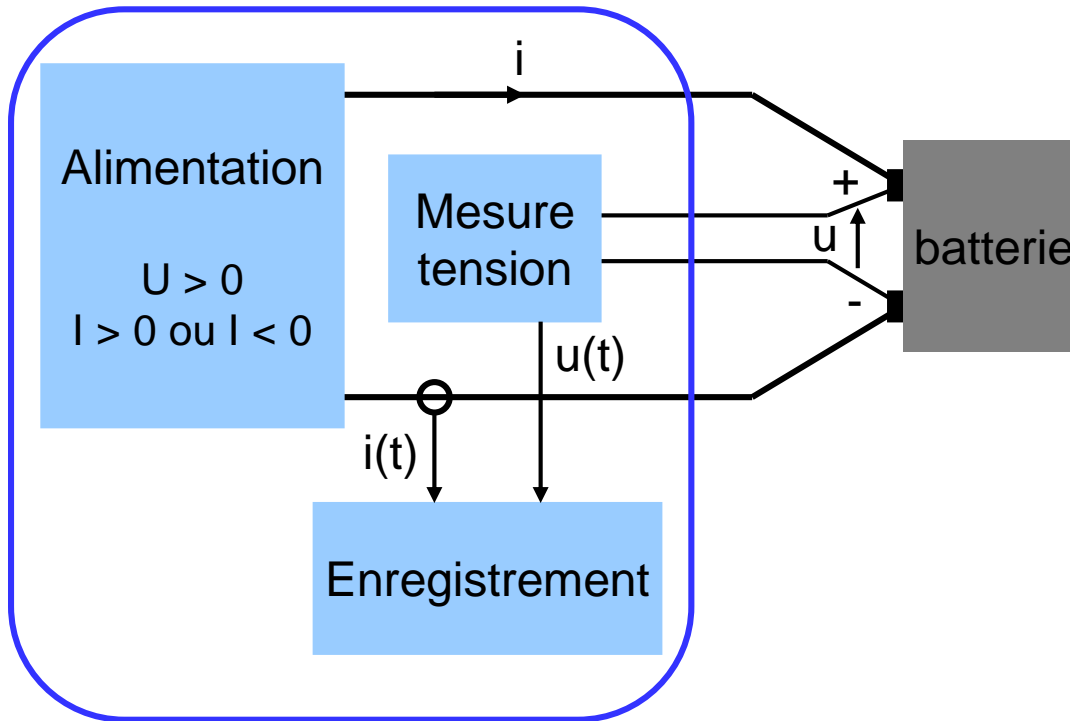 i
Alimentation
U > 0
I > 0 ou I < 0
Mesure
tension
+
u
-
batterie
u(t)
i(t)
Enregistrement